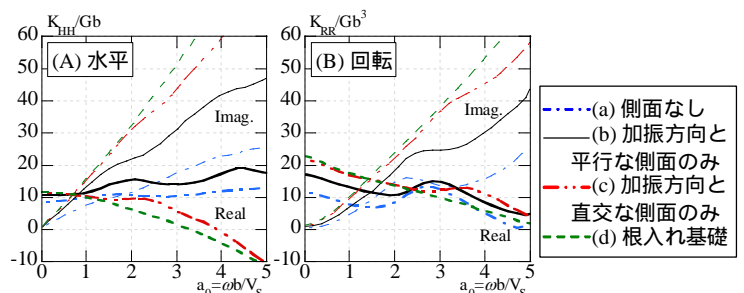 K_HH/Gb
K_RR/Gb³
60
50
40
30
20
10
0
-10
(A) 水平
Imag.
Real
0
1
2
3
4
5
a₀=ωb/V_S
60
50
40
30
20
10
0
-10
(B) 回転
Imag.
Real
0
1
2
3
4
5
a₀=ωb/V_S
(a) 側面なし
(b) 加振方向と
平行な側面のみ
(c) 加振方向と
直交な側面のみ
(d) 根入れ基礎